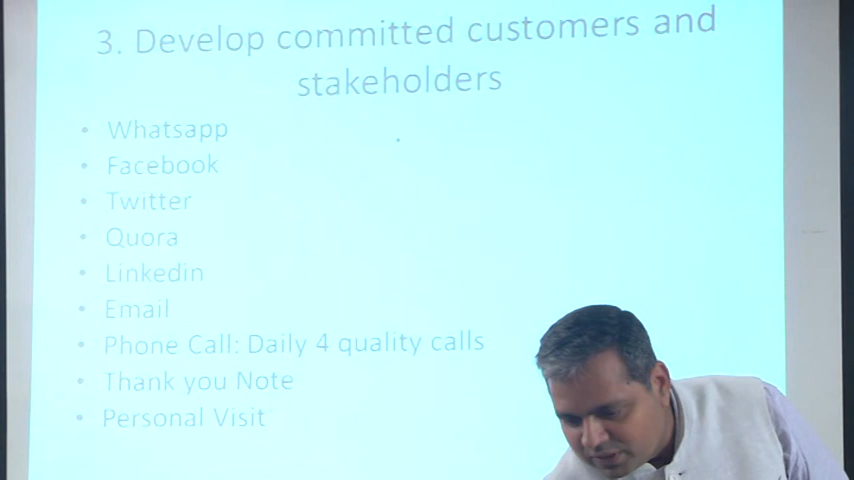 3. Develop committed customers and
stakeholders
• Whatsapp
• Facebook
• Twitter
• Quora
• Linkedin
• Email
• Phone Call: Daily 4 quality calls
• Thank you Note
• Personal Visit